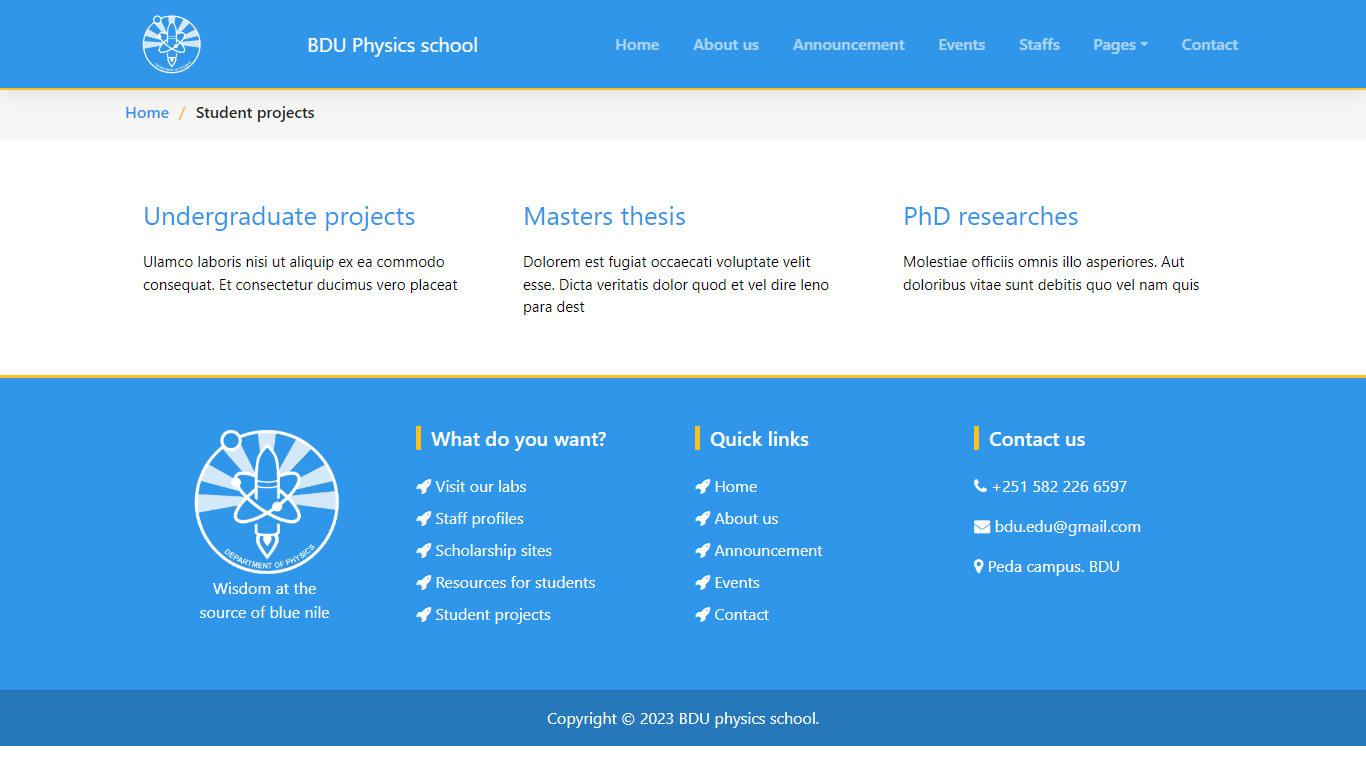 DEPARTMENT OF PHYSICS
BDU Physics school
Home
About us
Announcement
Events
Staffs
Pages
Contact
Home / Student projects
Undergraduate projects
Ulamco laboris nisi ut aliquip ex ea commodo
consequat. Et consectetur ducimus vero placeat
Masters thesis
Dolorem est fugiat occaecati voluptate velit
esse. Dicta veritatis dolor quod et vel dire leno
para dest
PhD researches
Molestiae officiis omnis illo asperiores. Aut
doloribus vitae sunt debitis quo vel nam quis
DEPARTMENT OF PHYSICS
Wisdom at the
source of blue nile
What do you want?
Visit our labs
Staff profiles
Scholarship sites
Resources for students
Student projects
Quick links
Home
About us
Announcement
Events
Contact
Contact us
+251 582 226 6597
bdu.edu@gmail.com
Peda campus. BDU
Copyright © 2023 BDU physics school.